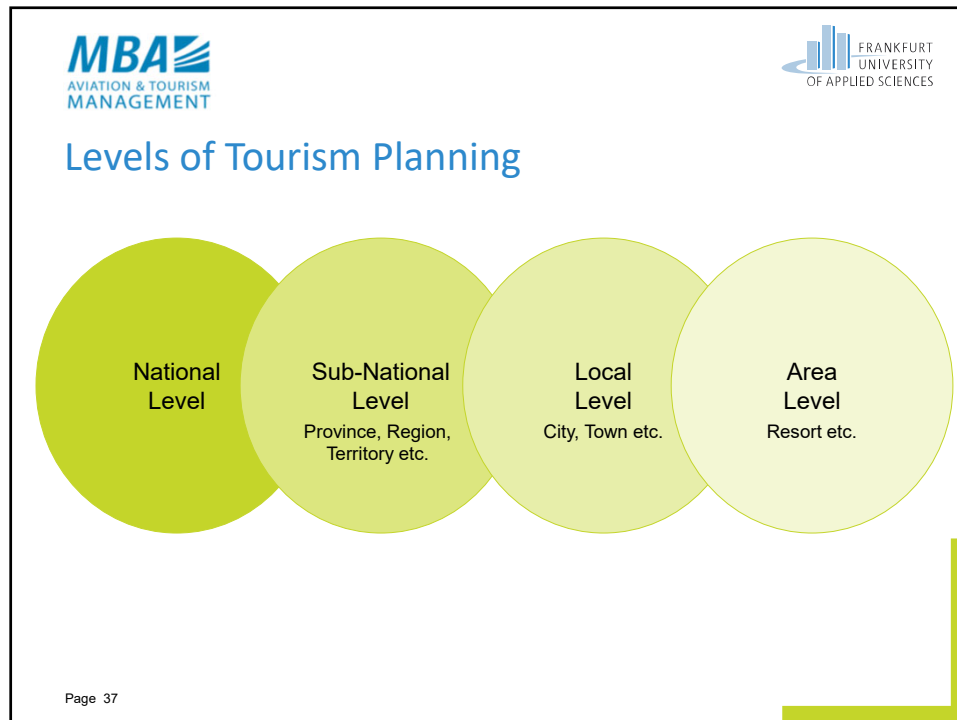 MBA
AVIATION & TOURISM
MANAGEMENT
FRANKFURT
UNIVERSITY
OF APPLIED SCIENCES
Levels of Tourism Planning
National
Level
Sub-National
Level
Province, Region,
Territory etc.
Local
Level
City, Town etc.
Area
Level
Resort etc.
Page 37